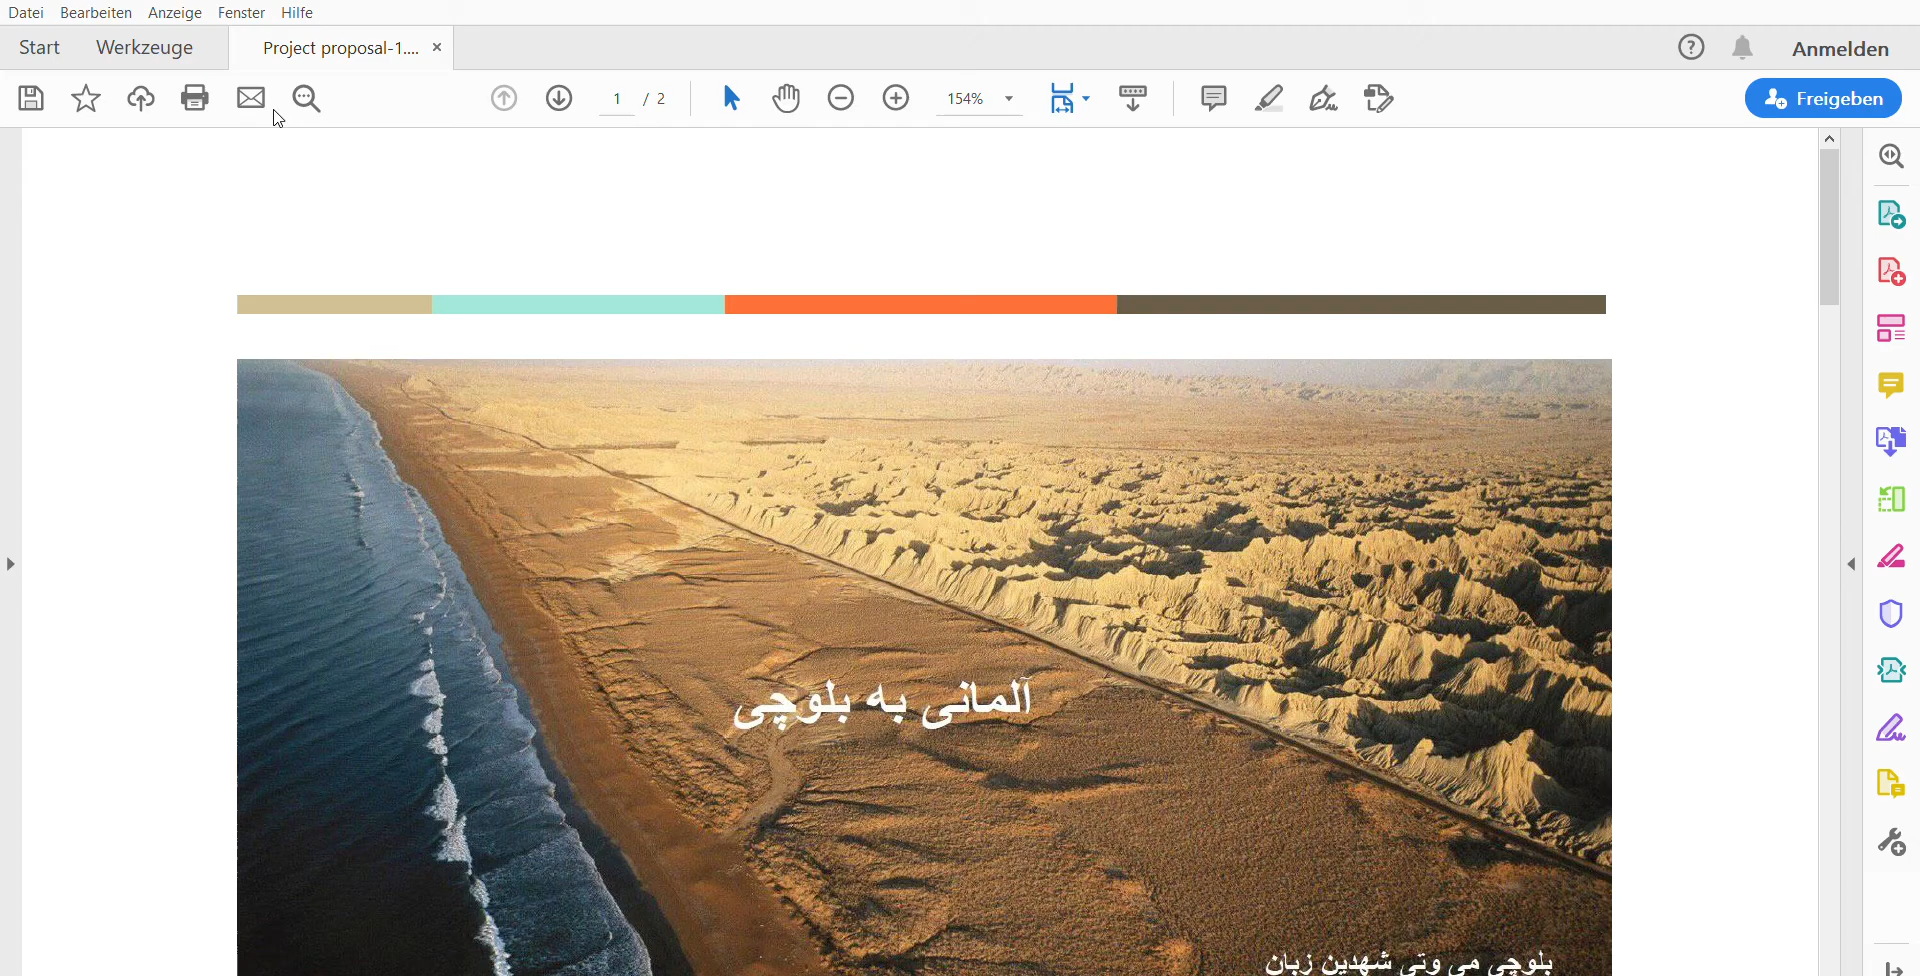 Datei Bearbeiten Anzeige Fenster Hilfe
Start Werkzeuge Project proposal-1.... × Anmelden
1 / 2 154% Freigeben
آلمانی به بلوچی
بلوچی می وتی شهدین زبان